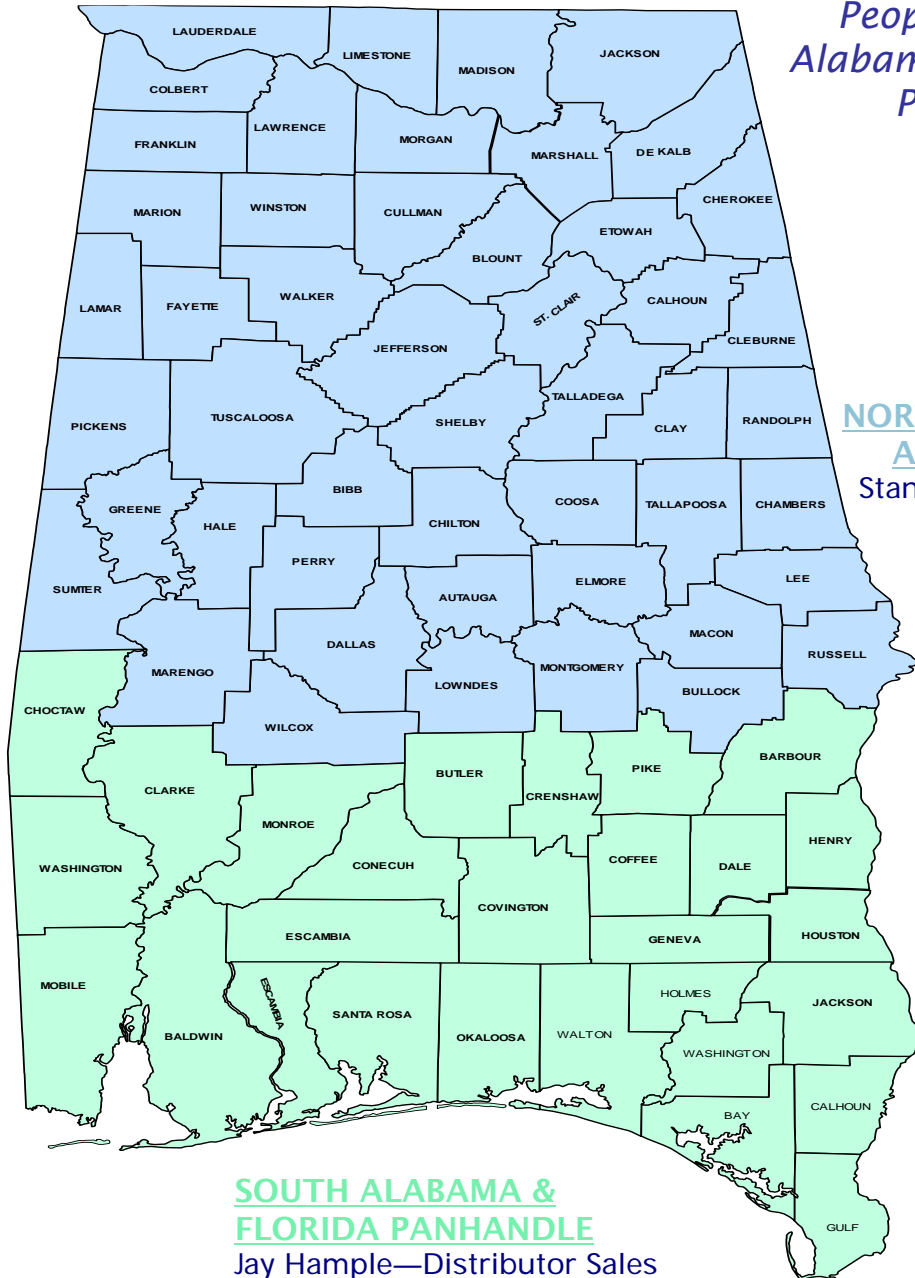 Peop
Alabam
P
LAUDERDALE
LIMESTONE
MADISON
JACKSON
COLBERT
LAWRENCE
FRANKLIN
MORGAN
MARSHALL
DE KALB
MARION
WINSTON
CULLMAN
CHEROKEE
ETOWAH
BLOUNT
LAMAR
FAYETTE
WALKER
ST. CLAIR
CALHOUN
JEFFERSON
CLEBURNE
PICKENS
TUSCALOOSA
SHELBY
TALLADEGA
CLAY
RANDOLPH
NOR
A
Stan
GREENE
HALE
BIBB
CHILTON
COOSA
TALLAPOOSA
CHAMBERS
SUMTER
PERRY
AUTAUGA
ELMORE
LEE
MARENGO
DALLAS
LOWNDES
MONTGOMERY
MACON
RUSSELL
BULLOCK
CHOCTAW
WILCOX
CLARKE
BUTLER
CRENSHAW
PIKE
BARBOUR
MONROE
WASHINGTON
CONECUH
COFFEE
DALE
HENRY
COVINGTON
ESCAMBIA
GENEVA
HOUSTON
MOBILE
BALDWIN
ESCAMBIA
SANTA ROSA
OKALOOSA
WALTON
HOLMES
JACKSON
WASHINGTON
BAY
CALHOUN
GULF
SOUTH ALABAMA &
FLORIDA PANHANDLE
Jay Hample—Distributor Sales